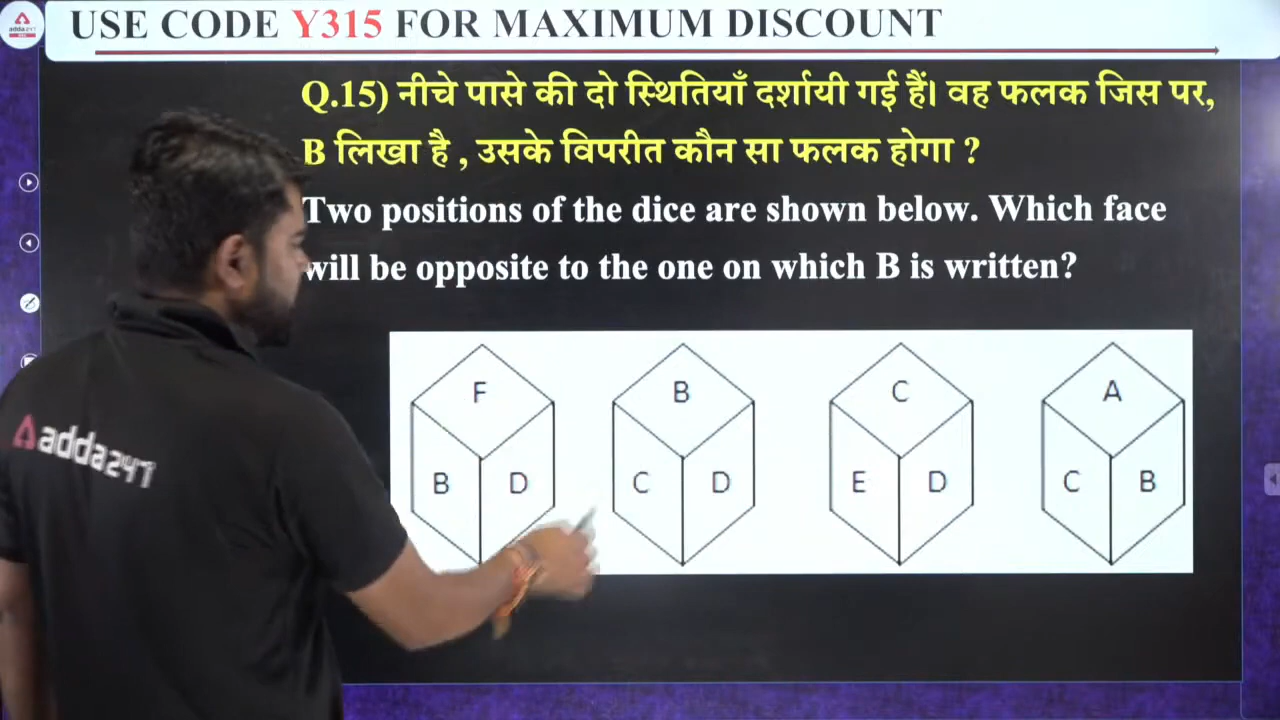 adda247
USE CODE Y315 FOR MAXIMUM DISCOUNT
Q.15) नीचे पासे की दो स्थितियाँ दर्शायी गई हैं। वह फलक जिस पर,
B लिखा है , उसके विपरीत कौन सा फलक होगा ?
Two positions of the dice are shown below. Which face
will be opposite to the one on which B is written?
F B C A
B D C D E D C B
adda247